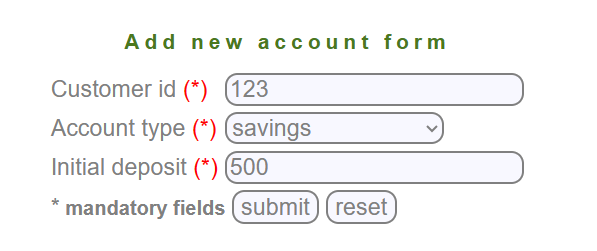 Add new account form
Customer id (*) 123
Account type (*) savings
Initial deposit (*) 500
* mandatory fields submit reset